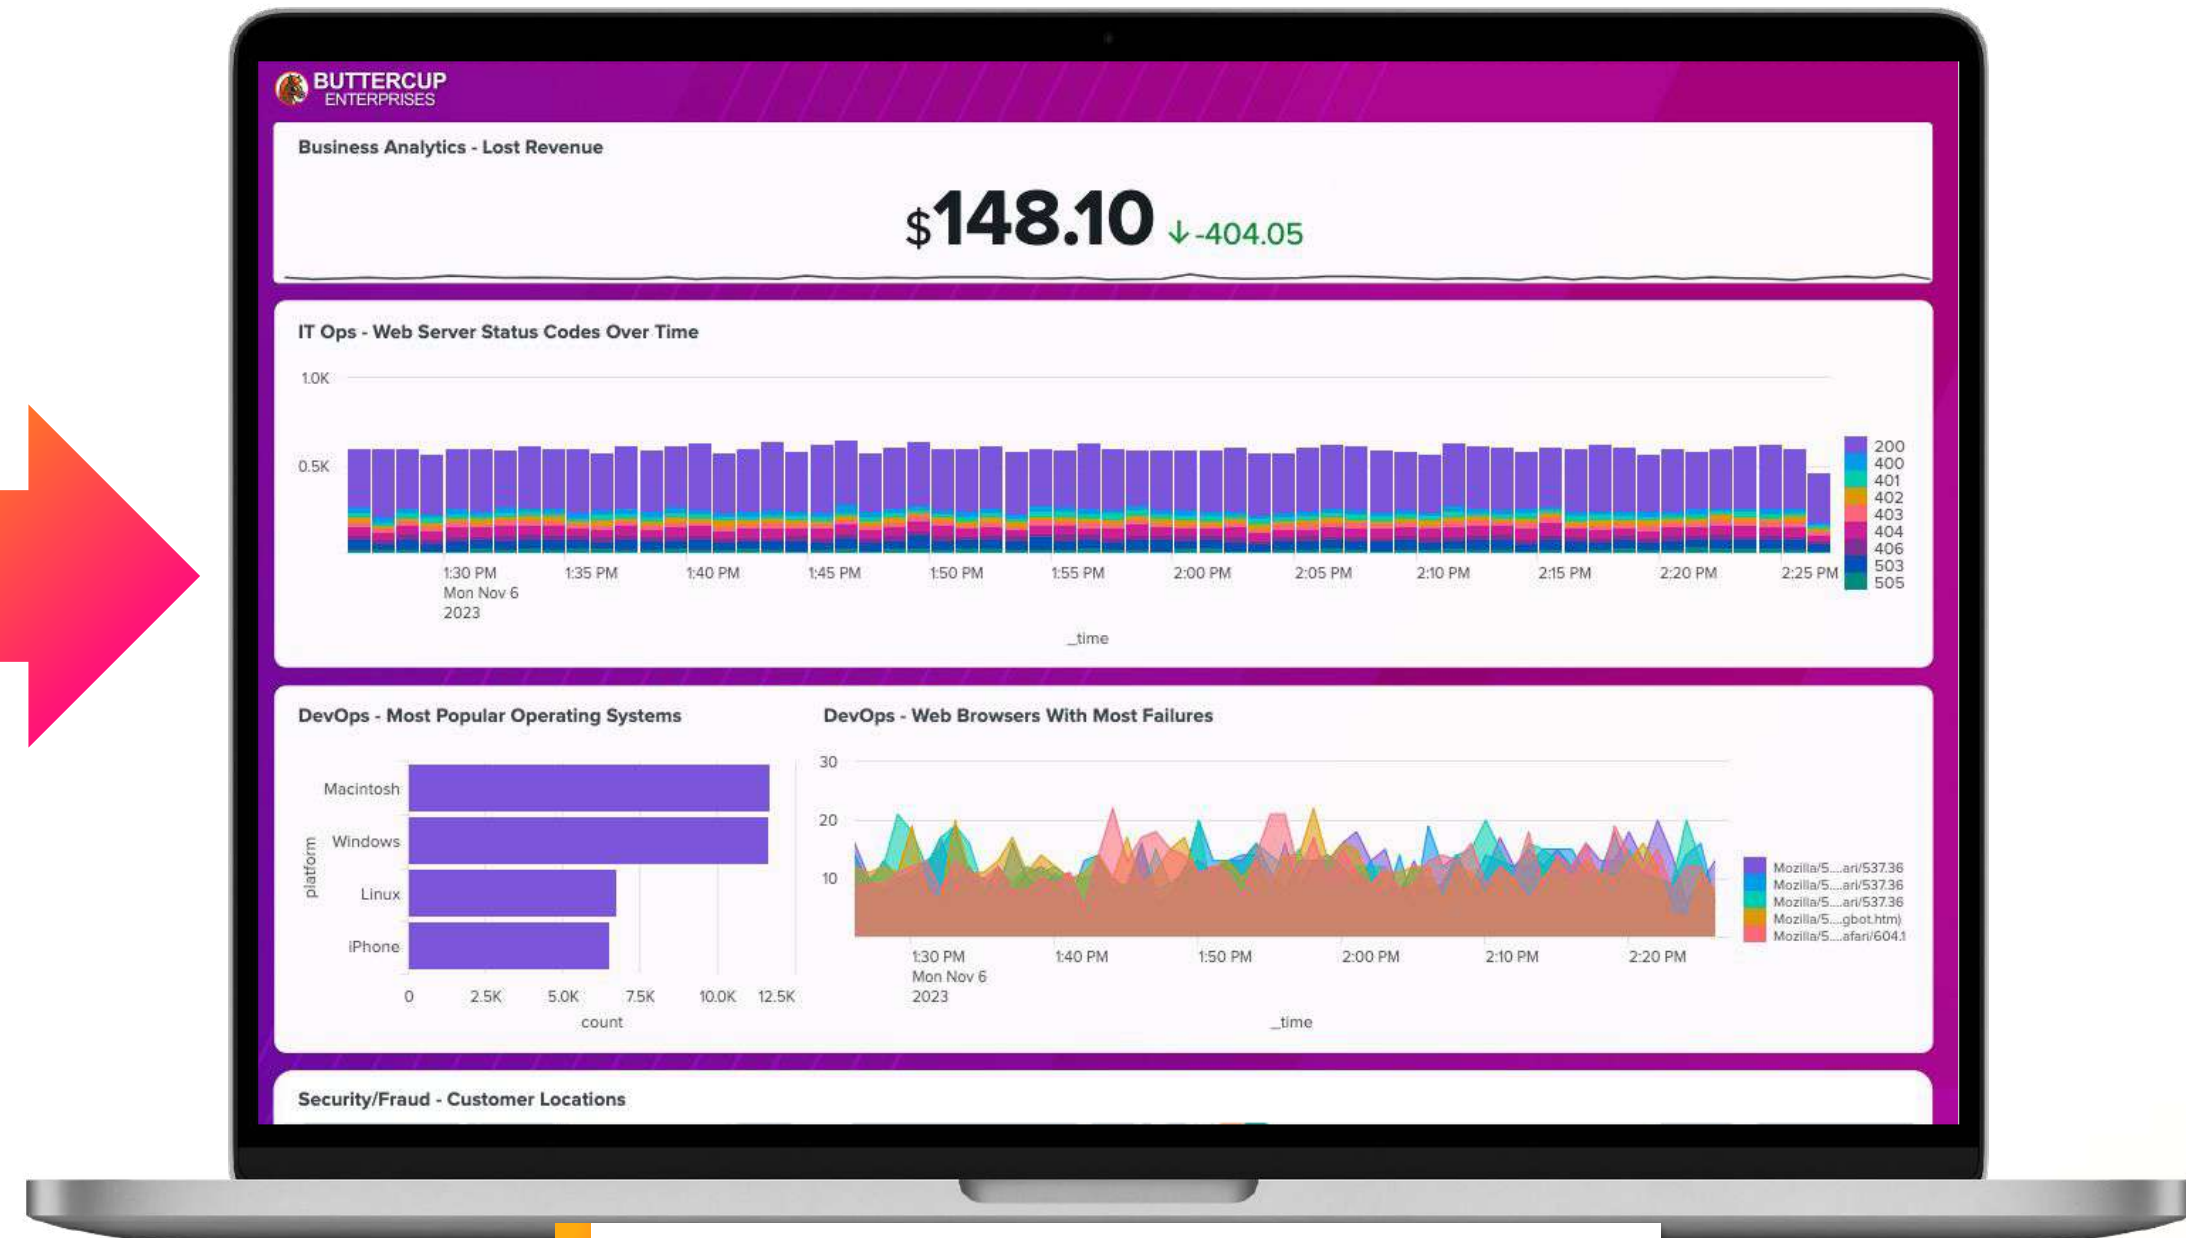 BUTTERCUP
ENTERPRISES
Business Analytics - Lost Revenue
$148.10 ↓-404.05
IT Ops - Web Server Status Codes Over Time
1.0K
0.5K
200
400
401
402
403
404
406
503
505
1:30 PM 1:35 PM 1:40 PM 1:45 PM 1:50 PM 1:55 PM 2:00 PM 2:05 PM 2:10 PM 2:15 PM 2:20 PM 2:25 PM
Mon Nov 6
2023
_time
DevOps - Most Popular Operating Systems
platform
Macintosh
Windows
Linux
iPhone
0 2.5K 5.0K 7.5K 10.0K 12.5K
count
DevOps - Web Browsers With Most Failures
30
20
10
Mozilla/5....ari/537.36
Mozilla/5....ari/537.36
Mozilla/5....ari/537.36
Mozilla/5....gbot.htm)
Mozilla/5....afari/604.1
1:30 PM 1:40 PM 1:50 PM 2:00 PM 2:10 PM 2:20 PM
Mon Nov 6
2023
_time
Security/Fraud - Customer Locations